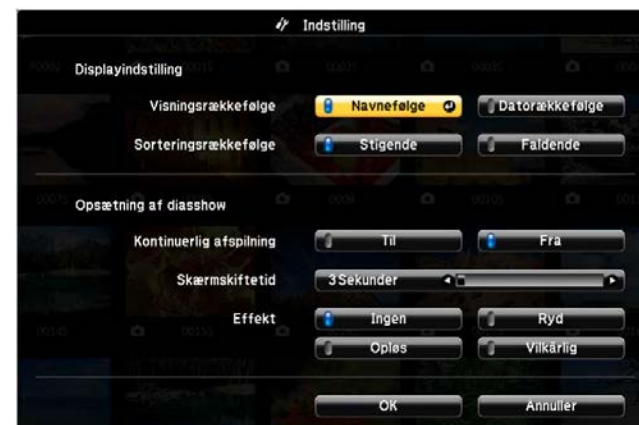 Indstilling
Displayindstilling
Visningsrækkefølge Navnefølge Datorækkefølge
Sorteringsrækkefølge Stigende Faldende
Opsætning af diasshow
Kontinuerlig afspilning Til Fra
Skærmskiftetid 3Sekunder
Effekt Ingen Ryd
Opløs Vilkårlig
OK Annuller